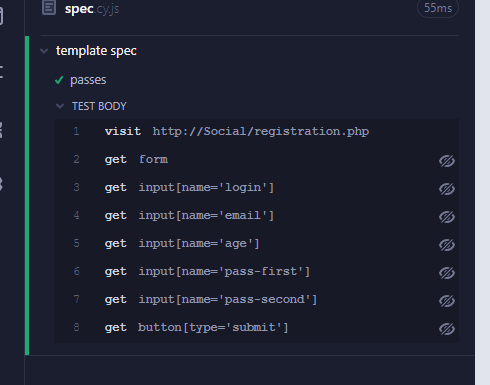 spec.cy.js 55ms
template spec
passes
TEST BODY
1 visit http://Social/registration.php
2 get form
3 get input[name='login']
4 get input[name='email']
5 get input[name='age']
6 get input[name='pass-first']
7 get input[name='pass-second']
8 get button[type='submit']